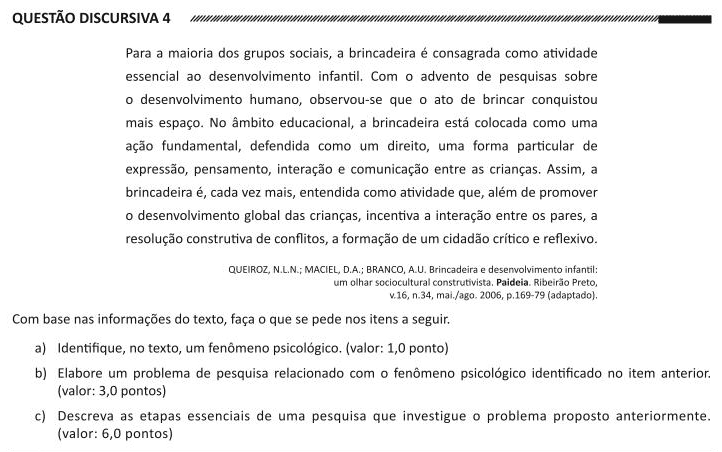 QUESTÃO DISCURSIVA 4
Para a maioria dos grupos sociais, a brincadeira é consagrada como atividade
essencial ao desenvolvimento infantil. Com o advento de pesquisas sobre
o desenvolvimento humano, observou-se que o ato de brincar conquistou
mais espaço. No âmbito educacional, a brincadeira está colocada como uma
ação fundamental, defendida como um direito, uma forma particular de
expressão, pensamento, interação e comunicação entre as crianças. Assim, a
brincadeira é, cada vez mais, entendida como atividade que, além de promover
o desenvolvimento global das crianças, incentiva a interação entre os pares, a
resolução construtiva de conflitos, a formação de um cidadão crítico e reflexivo.
QUEIROZ, N.L.N.; MACIEL, D.A.; BRANCO, A.U. Brincadeira e desenvolvimento infantil:
um olhar sociocultural construtivista. Paideia. Ribeirão Preto,
v.16, n.34, mai./ago. 2006, p.169-79 (adaptado).
Com base nas informações do texto, faça o que se pede nos itens a seguir.
a) Identifique, no texto, um fenômeno psicológico. (valor: 1,0 ponto)
b) Elabore um problema de pesquisa relacionado com o fenômeno psicológico identificado no item anterior.
(valor: 3,0 pontos)
c) Descreva as etapas essenciais de uma pesquisa que investigue o problema proposto anteriormente.
(valor: 6,0 pontos)